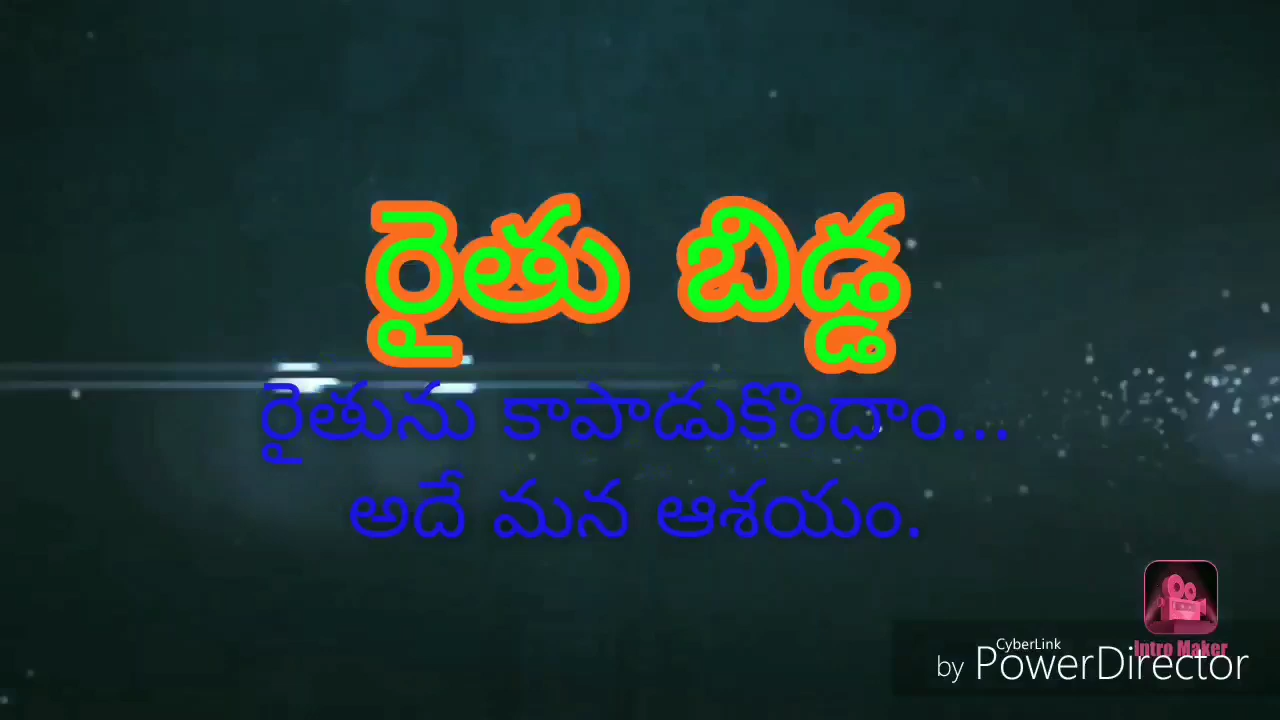 రైతు బిడ్డ
రైతును కాపాడుకొందాం...
అదే మన ఆశయం.
Intro Maker
CyberLink
by PowerDirector